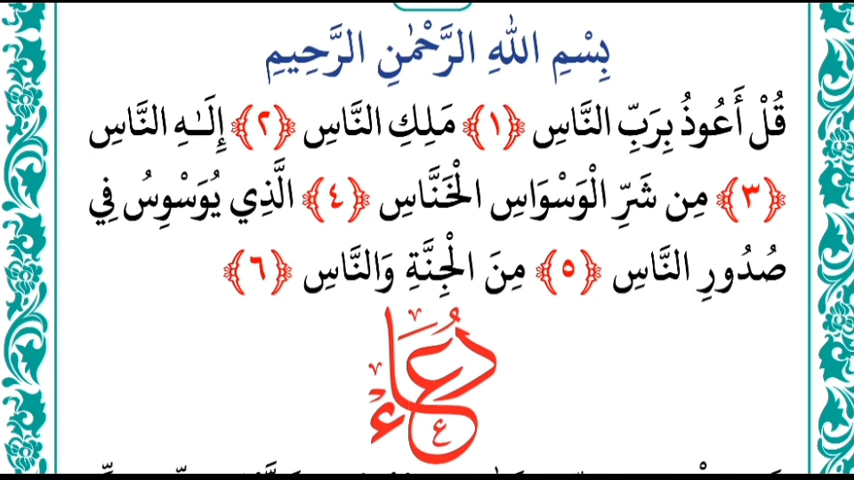 بِسْمِ اللهِ الرَّحْمٰنِ الرَّحِيمِ
قُلْ أَعُوذُ بِرَبِّ النَّاسِ ﴿١﴾ مَلِكِ النَّاسِ ﴿٢﴾ إِلَـٰهِ النَّاسِ
﴿٣﴾ مِن شَرِّ الْوَسْوَاسِ الْخَنَّاسِ ﴿٤﴾ الَّذِي يُوَسْوِسُ فِي
صُدُورِ النَّاسِ ﴿٥﴾ مِنَ الْجِنَّةِ وَالنَّاسِ ﴿٦﴾
دُعَاء